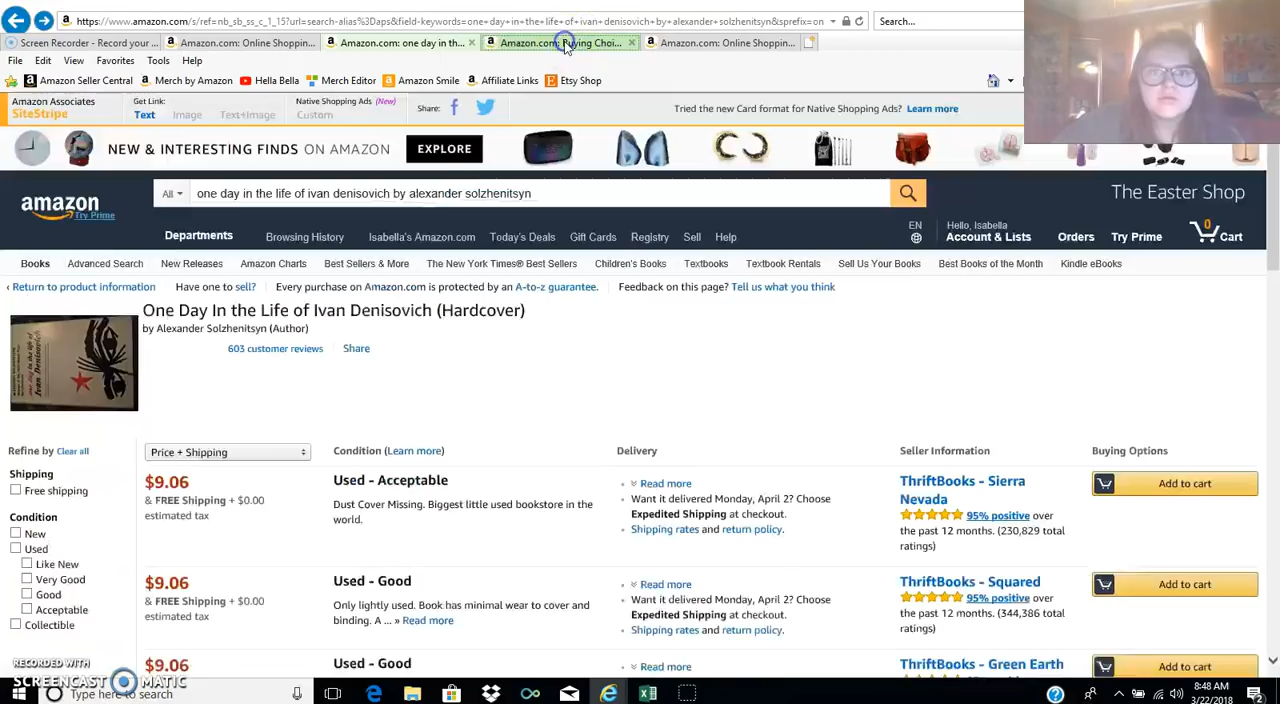 https://www.amazon.com/s/ref=nb_sb_ss_c_1_15?url=search-alias%3Daps&field-keywords=one+day+in+the+life+of+ivan+denisovich+by+alexander+solzhenitsyn&sprefix=on
Search...
Screen Recorder - Record your ...
Amazon.com: Online Shoppin...
Amazon.com: one day in th...
Amazon.com: Buying Choi...
Amazon.com: Online Shoppin...
File Edit View Favorites Tools Help
Amazon Seller Central
Merch by Amazon
Hella Bella
Merch Editor
Amazon Smile
Affiliate Links
Etsy Shop
Amazon Associates
SiteStripe
Get Link:
Text Image Text+Image
Native Shopping Ads (New)
Custom
Share:
Tried the new Card format for Native Shopping Ads? Learn more
NEW & INTERESTING FINDS ON AMAZON
EXPLORE
amazon
Try Prime
All
one day in the life of ivan denisovich by alexander solzhenitsyn
The Easter Shop
Departments
Browsing History Isabella's Amazon.com Today's Deals Gift Cards Registry Sell Help
EN
Hello, Isabella
Account & Lists
Orders
Try Prime
0
Cart
Books Advanced Search New Releases Amazon Charts Best Sellers & More The New York Times® Best Sellers Children's Books Textbooks Textbook Rentals Sell Us Your Books Best Books of the Month Kindle eBooks
‹ Return to product information Have one to sell? Every purchase on Amazon.com is protected by an A-to-z guarantee. Feedback on this page? Tell us what you think
One Day In the Life of Ivan Denisovich (Hardcover)
by Alexander Solzhenitsyn (Author)
603 customer reviews Share
one day in the life of
Ivan Denisovich
Refine by Clear all
Shipping
Free shipping
Condition
New
Used
Like New
Very Good
Good
Acceptable
Collectible
Price + Shipping
Condition (Learn more)
Delivery
Seller Information
Buying Options
$9.06
& FREE Shipping + $0.00
estimated tax
Used - Acceptable
Dust Cover Missing. Biggest little used bookstore in the
world.
Read more
Want it delivered Monday, April 2? Choose
Expedited Shipping at checkout.
Shipping rates and return policy.
ThriftBooks - Sierra
Nevada
95% positive over
the past 12 months. (230,829 total
ratings)
Add to cart
$9.06
& FREE Shipping + $0.00
estimated tax
Used - Good
Only lightly used. Book has minimal wear to cover and
binding. A ... » Read more
Read more
Want it delivered Monday, April 2? Choose
Expedited Shipping at checkout.
Shipping rates and return policy.
ThriftBooks - Squared
95% positive over
the past 12 months. (344,386 total
ratings)
Add to cart
$9.06
Used - Good
Read more
ThriftBooks - Green Earth
Add to cart
RECORDED WITH
SCREENCAST MATIC
Type here to search
8:48 AM
3/22/2018
2